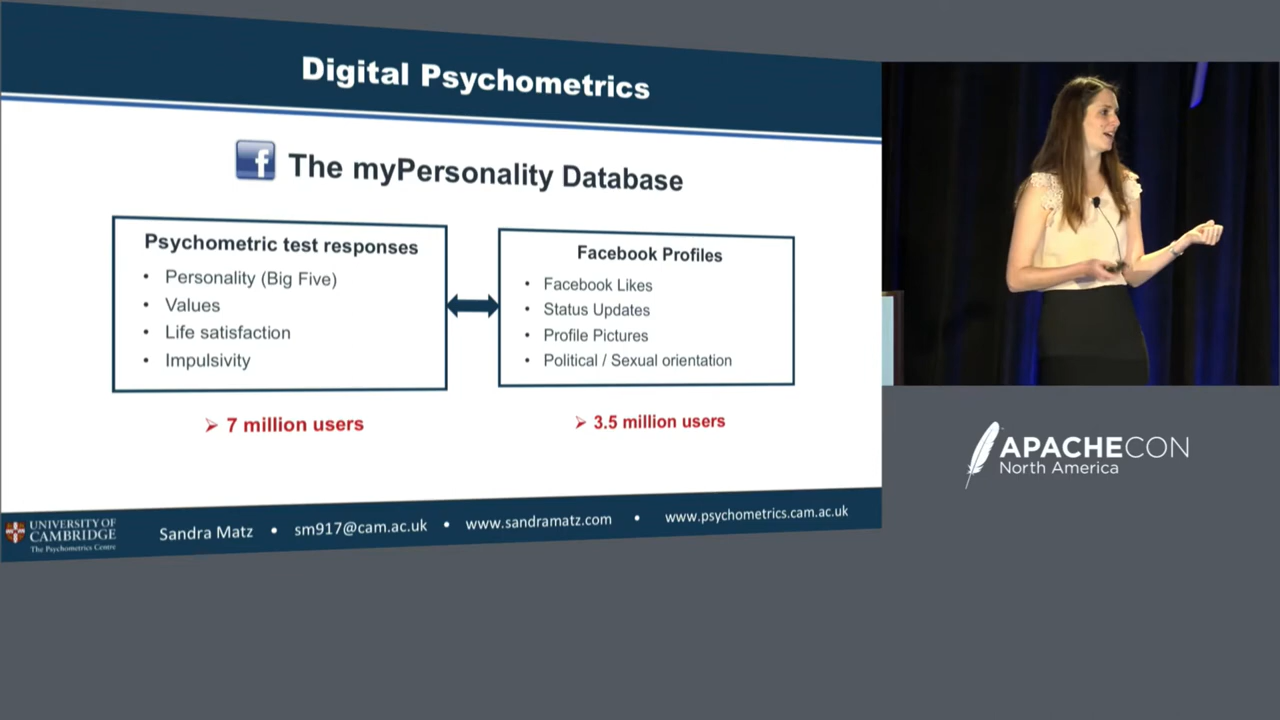 Digital Psychometrics
f The myPersonality Database
Psychometric test responses
• Personality (Big Five)
• Values
• Life satisfaction
• Impulsivity
➢ 7 million users
Facebook Profiles
• Facebook Likes
• Status Updates
• Profile Pictures
• Political / Sexual orientation
➢ 3.5 million users
UNIVERSITY OF
CAMBRIDGE
The Psychometrics Centre
Sandra Matz • sm917@cam.ac.uk • www.sandramatz.com • www.psychometrics.cam.ac.uk
APACHECON
North America